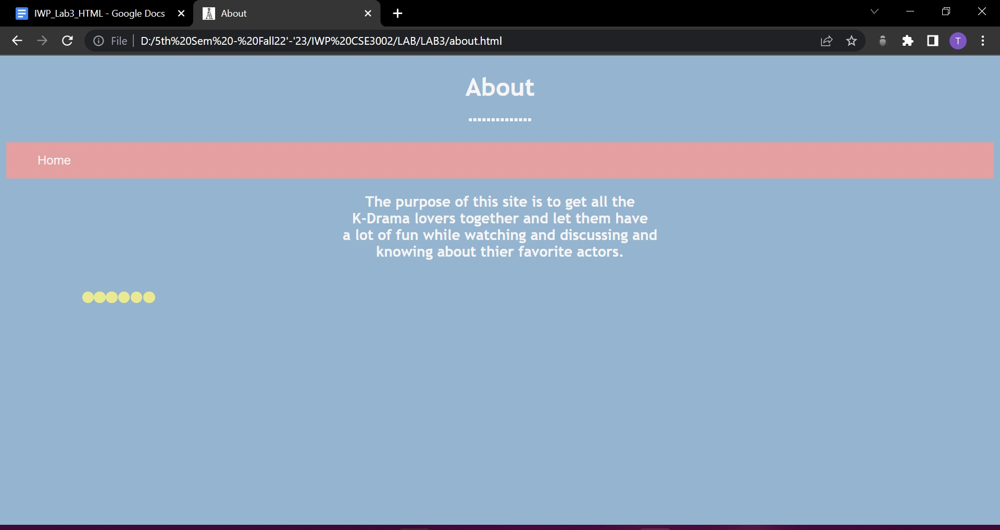 IWP_Lab3_HTML - Google Docs
About
File
D:/5th%20Sem%20-%20Fall22'-'23/IWP%20CSE3002/LAB/LAB3/about.html
T
About
Home
The purpose of this site is to get all the
K-Drama lovers together and let them have
a lot of fun while watching and discussing and
knowing about thier favorite actors.